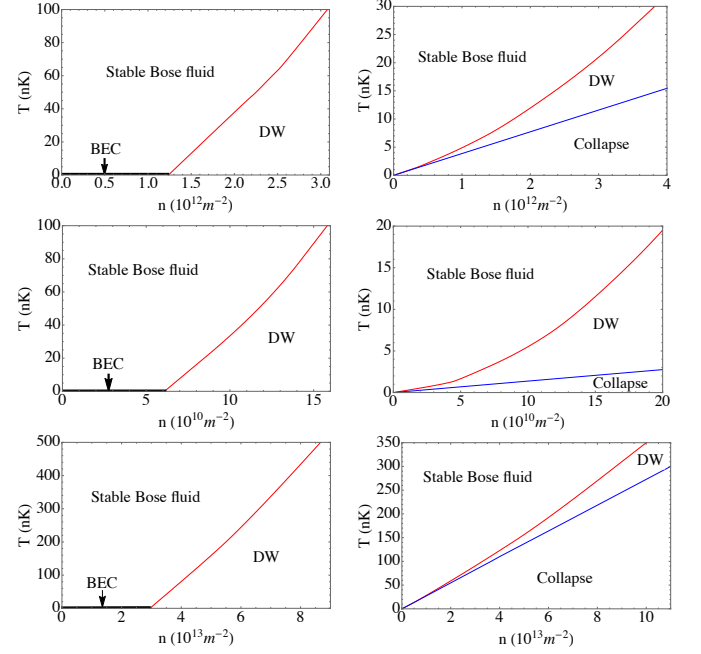 100
80
60
40
20
0
T (nK)
Stable Bose fluid
DW
BEC
0.0 0.5 1.0 1.5 2.0 2.5 3.0
n (10^{12}m^{-2})
30
25
20
15
10
5
0
T (nK)
Stable Bose fluid
DW
Collapse
0 1 2 3 4
n (10^{12}m^{-2})
100
80
60
40
20
0
T (nK)
Stable Bose fluid
DW
BEC
0 5 10 15
n (10^{10}m^{-2})
20
15
10
5
0
T (nK)
Stable Bose fluid
DW
Collapse
0 5 10 15 20
n (10^{10}m^{-2})
500
400
300
200
100
0
T (nK)
Stable Bose fluid
DW
BEC
0 2 4 6 8
n (10^{13}m^{-2})
350
300
250
200
150
100
50
0
T (nK)
Stable Bose fluid
DW
Collapse
0 2 4 6 8 10
n (10^{13}m^{-2})